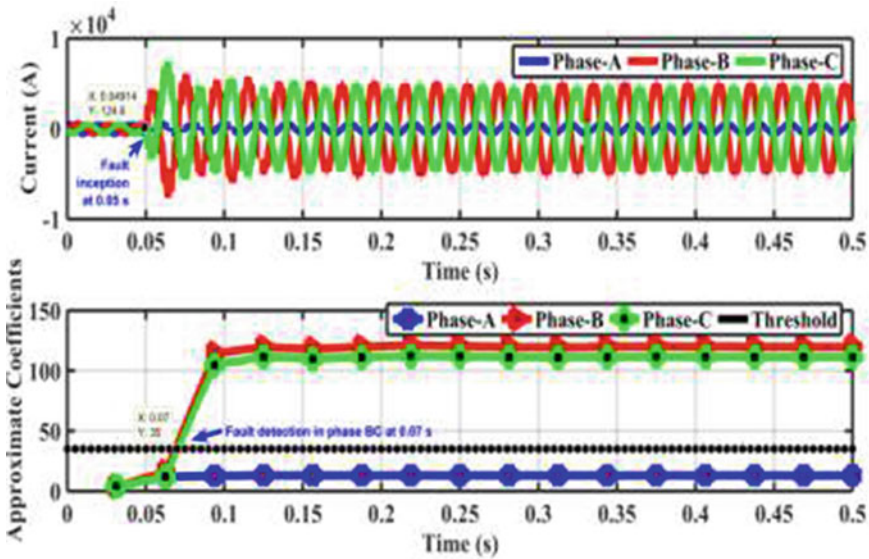 1 ×10⁴
Phase-A Phase-B Phase-C
Current (A)
X: 0.04914
Y: 124.6
0
Fault
inception
at 0.05 s
-1
0 0.05 0.1 0.15 0.2 0.25 0.3 0.35 0.4 0.45 0.5
Time (s)
Approximate Coefficients
150
Phase-A Phase-B Phase-C Threshold
100
X: 0.07
Y: 35
Fault detection in phase BC at 0.07 s
50
0
0 0.05 0.1 0.15 0.2 0.25 0.3 0.35 0.4 0.45 0.5
Time (s)